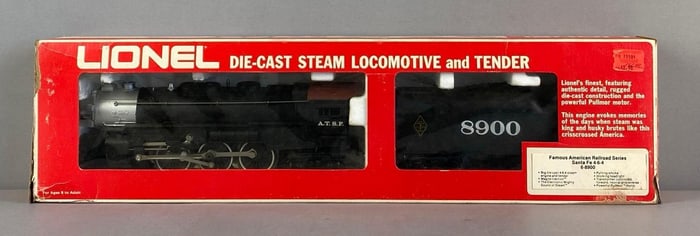 LIONEL
DIE-CAST STEAM LOCOMOTIVE and TENDER
Lionel's finest, featuring
authentic detail, rugged
die-cast construction and the
powerful Pullmor motor.
This engine evokes memories
of the days when steam was
king and husky brutes like this
crisscrossed America.
A.T.S.F.
8900
Famous American Railroad Series
Santa Fe 4-6-4
6-8900
For Ages 8 to Adult